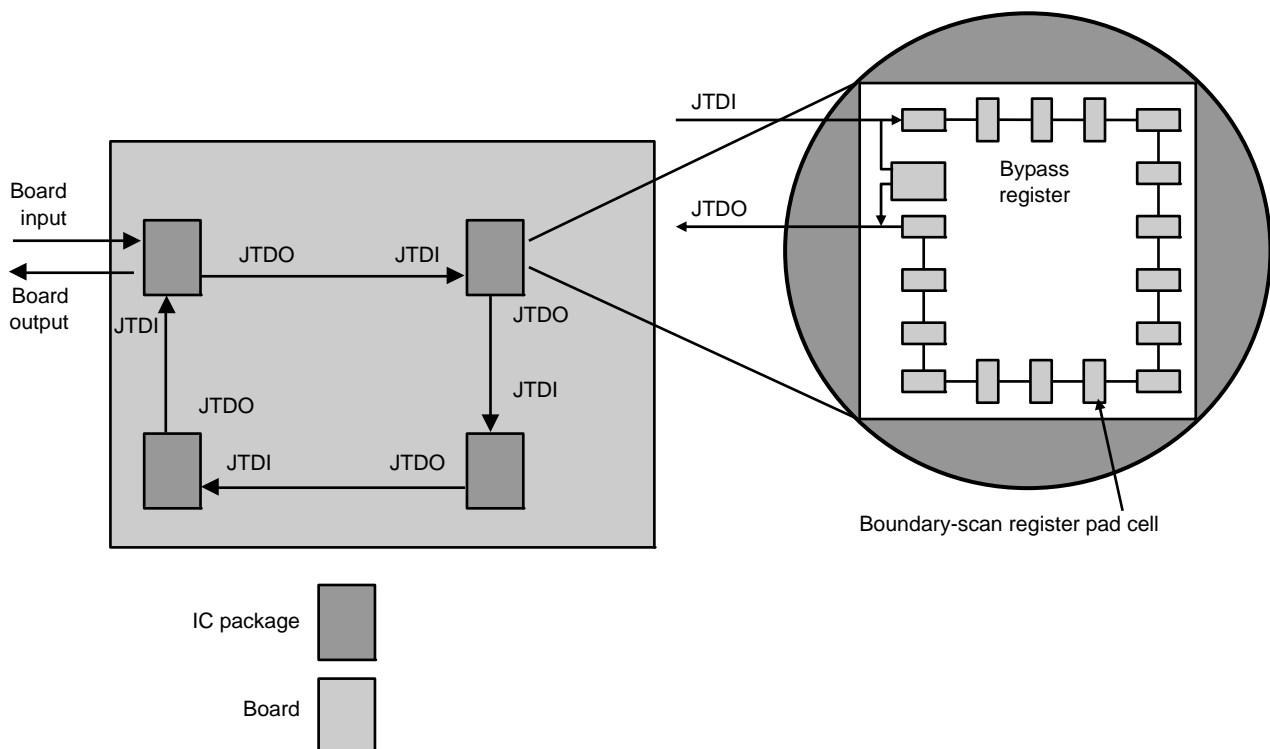 JTDI
Bypass
register
JTDO
Board
input
JTDO
JTDI
Board
output
JTDI
JTDO
JTDI
JTDO
JTDI
JTDO
Boundary-scan register pad cell
IC package
Board